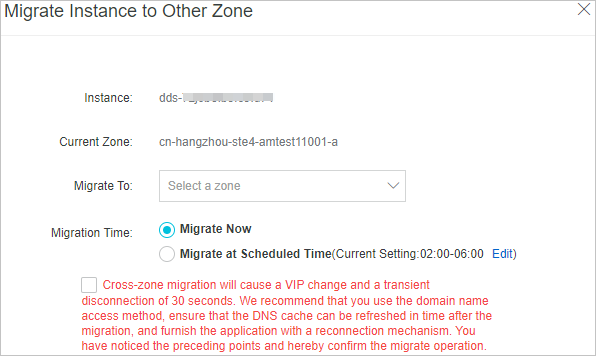 Migrate Instance to Other Zone
Instance: dds-
Current Zone: cn-hangzhou-ste4-amtest11001-a
Migrate To: Select a zone
Migration Time: Migrate Now
Migrate at Scheduled Time(Current Setting:02:00-06:00 Edit)
Cross-zone migration will cause a VIP change and a transient
disconnection of 30 seconds. We recommend that you use the domain name
access method, ensure that the DNS cache can be refreshed in time after the
migration, and furnish the application with a reconnection mechanism. You
have noticed the preceding points and hereby confirm the migrate operation.